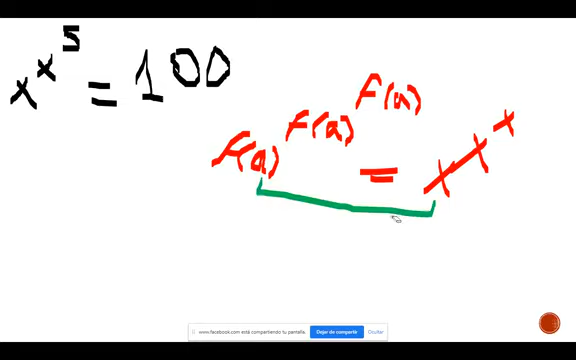 x^x^5 = 100
F(a)^F(a)^F(a) = x^x^x
www.facebook.com está compartiendo tu pantalla.
Dejar de compartir
Ocultar